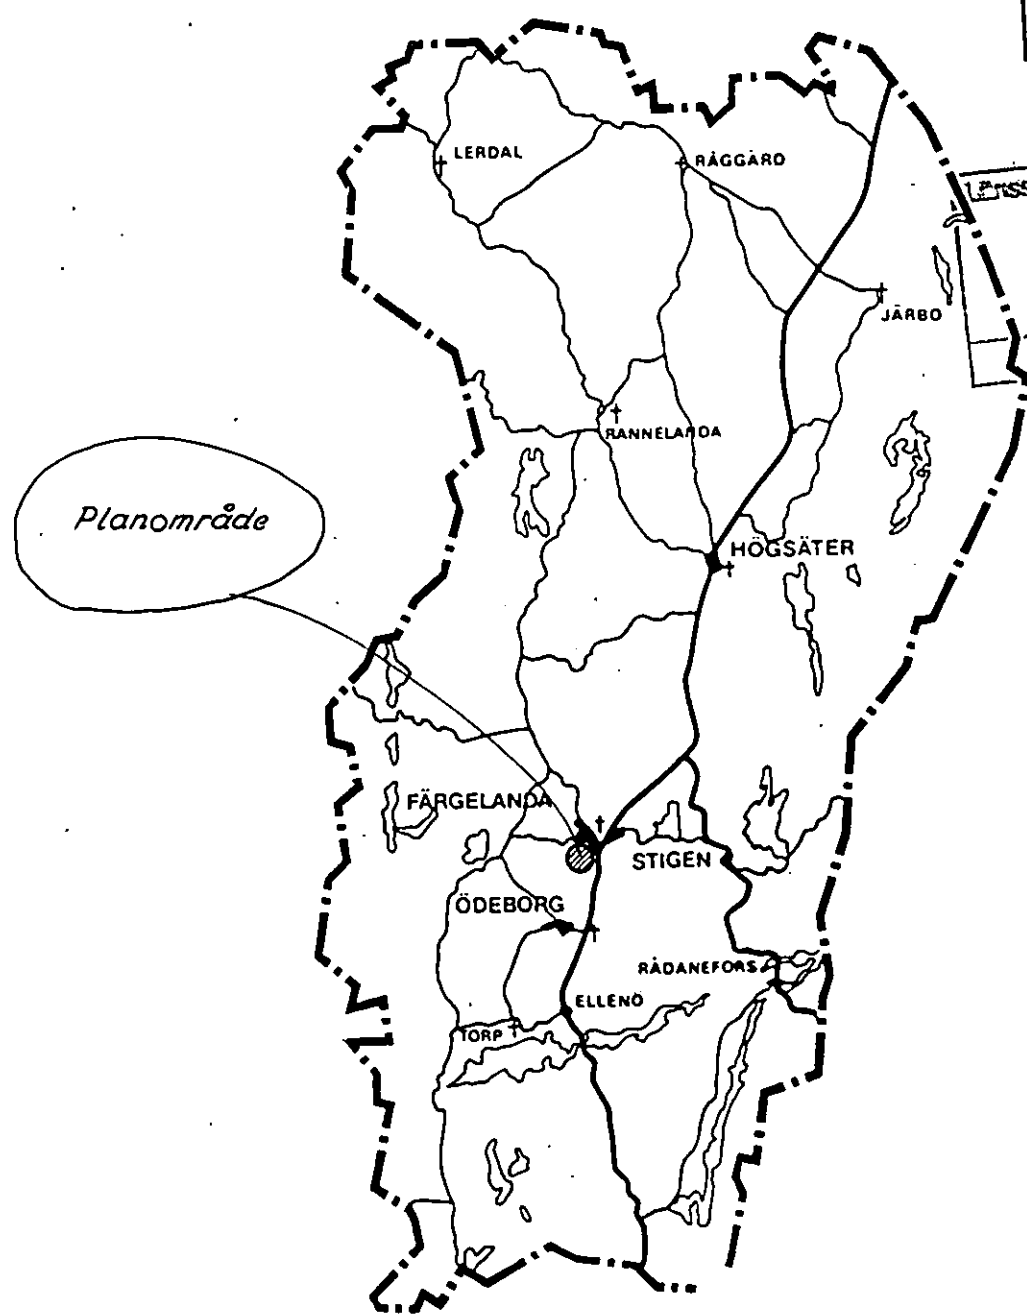 LERDAL
RÅGGÄRD
JÄRBO
RANNELANDA
Planområde
HÖGSÄTER
FÄRGELANDA
STIGEN
ÖDEBORG
RÅDANEFORS
ELLENÖ
TORP